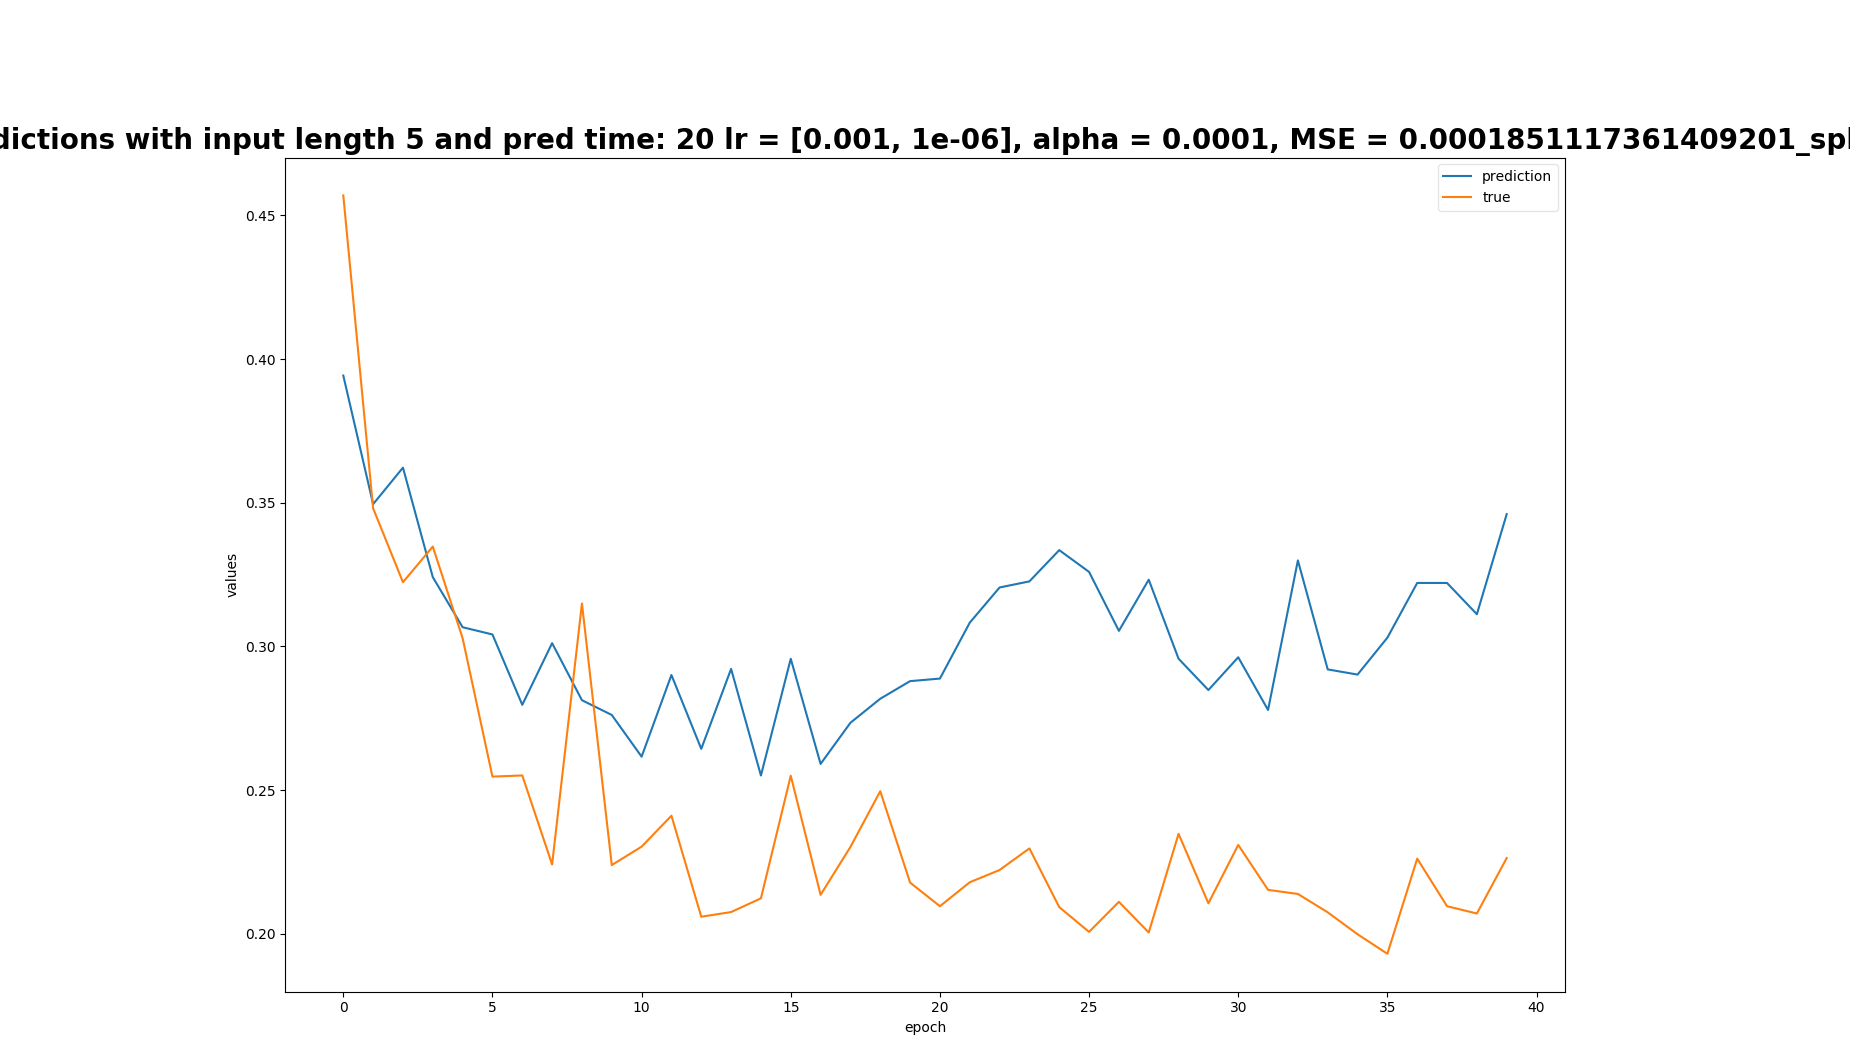 dictions with input length 5 and pred time: 20 lr = [0.001, 1e-06], alpha = 0.0001, MSE = 0.0001851117361409201_spl
prediction
true
0.45
0.40
0.35
0.30
0.25
0.20
values
0 5 10 15 20 25 30 35 40
epoch